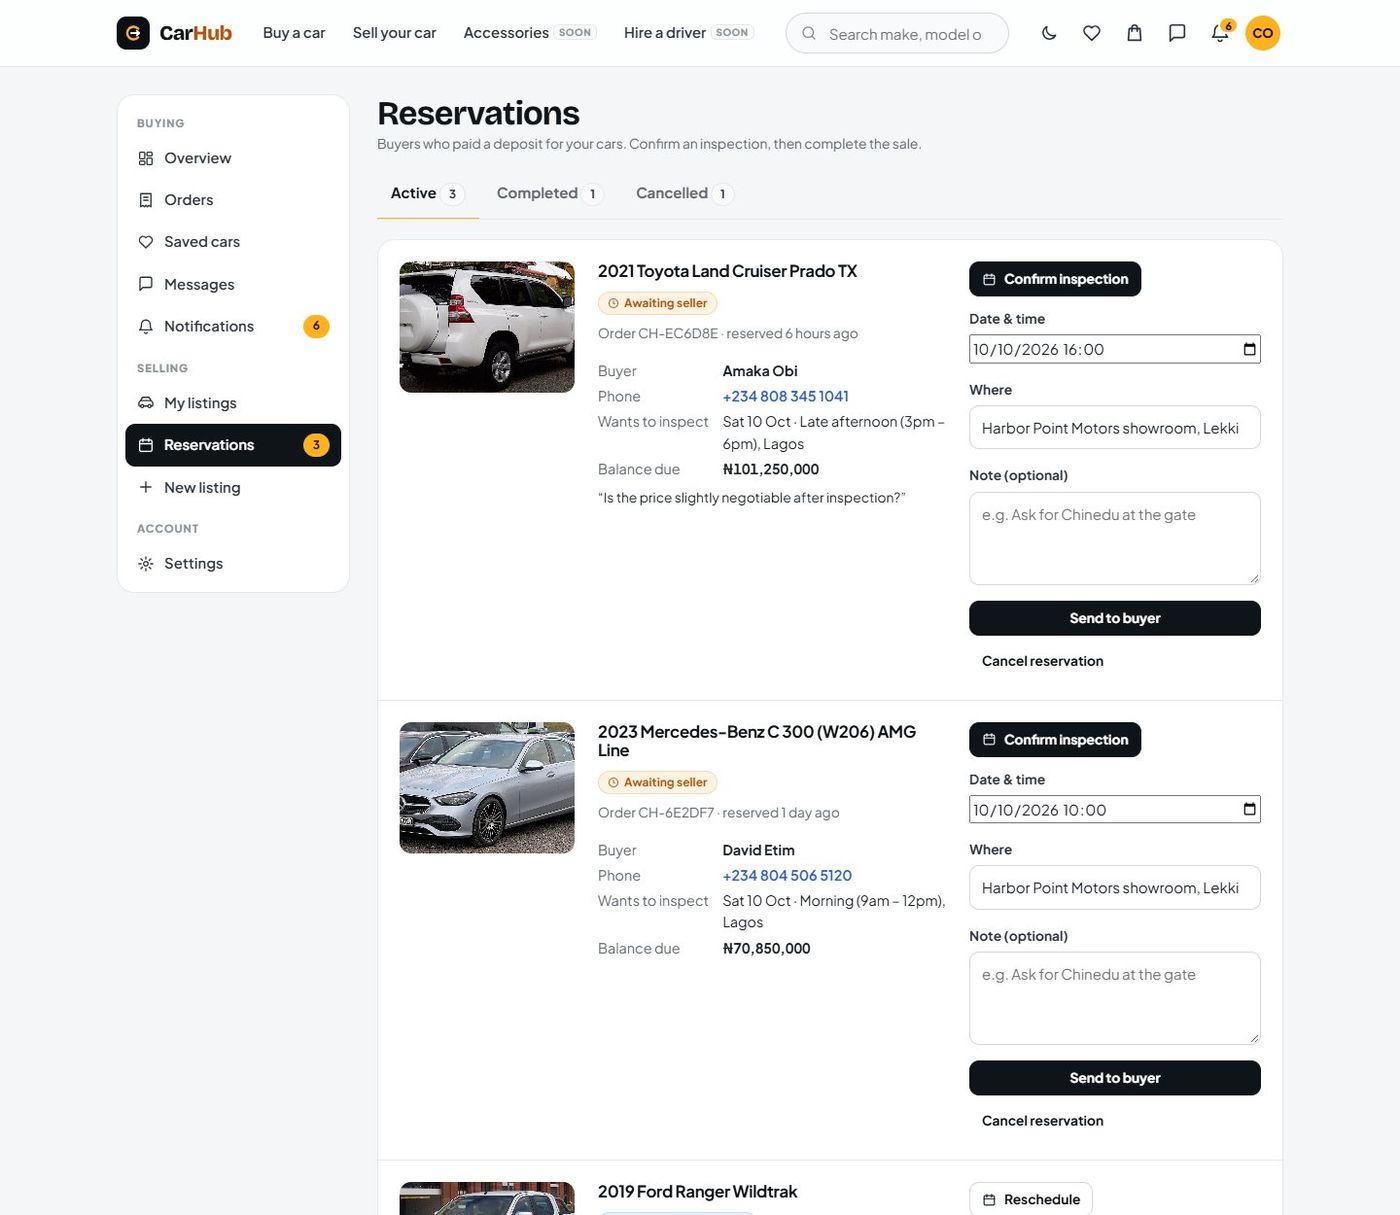 CarHub
Buy a car
Sell your car
Accessories SOON
Hire a driver SOON
Search make, model o
6
CO
BUYING
Overview
Orders
Saved cars
Messages
Notifications 6
SELLING
My listings
Reservations 3
New listing
ACCOUNT
Settings
Reservations
Buyers who paid a deposit for your cars. Confirm an inspection, then complete the sale.
Active 3
Completed 1
Cancelled 1
2021 Toyota Land Cruiser Prado TX
Awaiting seller
Order CH-EC6D8E · reserved 6 hours ago
Buyer Amaka Obi
Phone +234 808 345 1041
Wants to inspect Sat 10 Oct · Late afternoon (3pm –
6pm), Lagos
Balance due ₦101,250,000
“Is the price slightly negotiable after inspection?”
Confirm inspection
Date & time
10/10/2026 16:00
Where
Harbor Point Motors showroom, Lekki
Note (optional)
e.g. Ask for Chinedu at the gate
Send to buyer
Cancel reservation
2023 Mercedes-Benz C 300 (W206) AMG
Line
Awaiting seller
Order CH-6E2DF7 · reserved 1 day ago
Buyer David Etim
Phone +234 804 506 5120
Wants to inspect Sat 10 Oct · Morning (9am – 12pm),
Lagos
Balance due ₦70,850,000
Confirm inspection
Date & time
10/10/2026 10:00
Where
Harbor Point Motors showroom, Lekki
Note (optional)
e.g. Ask for Chinedu at the gate
Send to buyer
Cancel reservation
2019 Ford Ranger Wildtrak
Reschedule